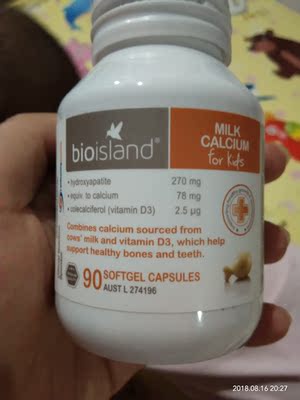 bioisland®
MILK
CALCIUM
for kids
• hydroxyapatite 270 mg
• equiv. to calcium 78 mg
• colecalciferol (vitamin D3) 2.5 µg
Combines calcium sourced from
cows' milk and vitamin D3, which help
support healthy bones and teeth.
90 SOFTGEL CAPSULES
AUST L 274196
2018.08.16 20:27